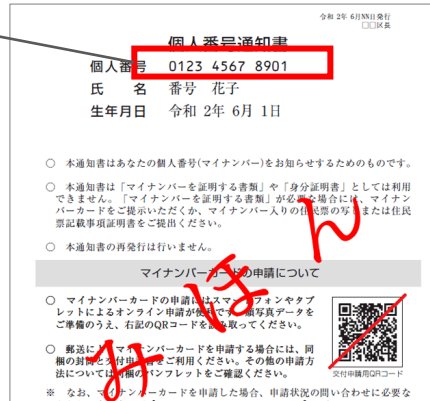 令和 2年 6月NN日発行
□□区長
個人番号通知書
個人番号 0123 4567 8901
氏 名 番号 花子
生年月日 令和 2年 6月 1日
○ 本通知書はあなたの個人番号(マイナンバー)をお知らせするためのものです。
○ 本通知書は「マイナンバーを証明する書類」や「身分証明書」としては利用
できません。「マイナンバーを証明する書類」が必要な場合には、マイナン
バーカードをご提示いただくか、マイナンバー入りの住民票の写しまたは住民
票記載事項証明書をご提出ください。
○ 本通知書の再発行は行いません。
マイナンバーカードの申請について
○ マイナンバーカードの申請にはスマートフォンやタブ
レットによるオンライン申請が便利です。顔写真データを
ご準備のうえ、右記のQRコードを読み取ってください。
○ 郵送によりマイナンバーカードを申請する場合には、同
梱の封筒と交付申請書をご利用ください。その他の申請方
法については同梱のパンフレットをご確認ください。
交付申請用QRコード
※ なお、マイナンバーカードを申請した場合、申請状況の問い合わせに必要な
みほん